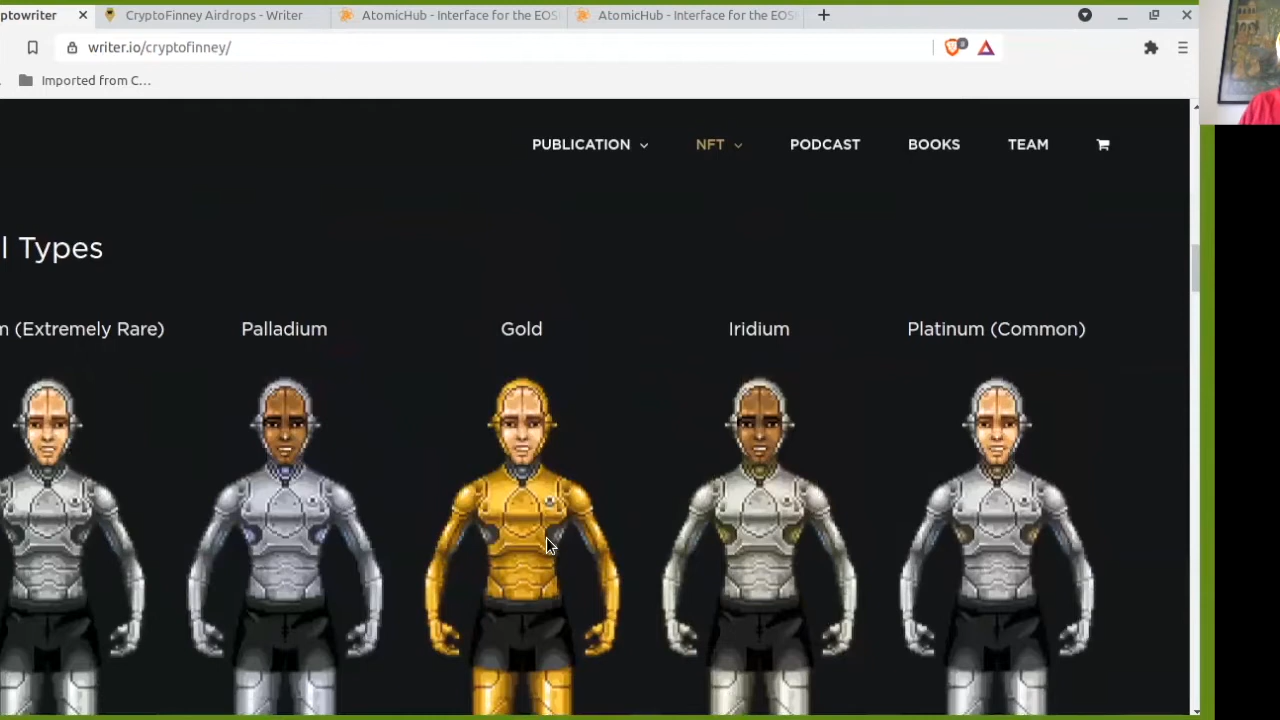 ptowriter
CryptoFinney Airdrops - Writer
AtomicHub - Interface for the EOS
AtomicHub - Interface for the EOS
writer.io/cryptofinney/
Imported from C…
PUBLICATION NFT PODCAST BOOKS TEAM
l Types
m (Extremely Rare) Palladium Gold Iridium Platinum (Common)